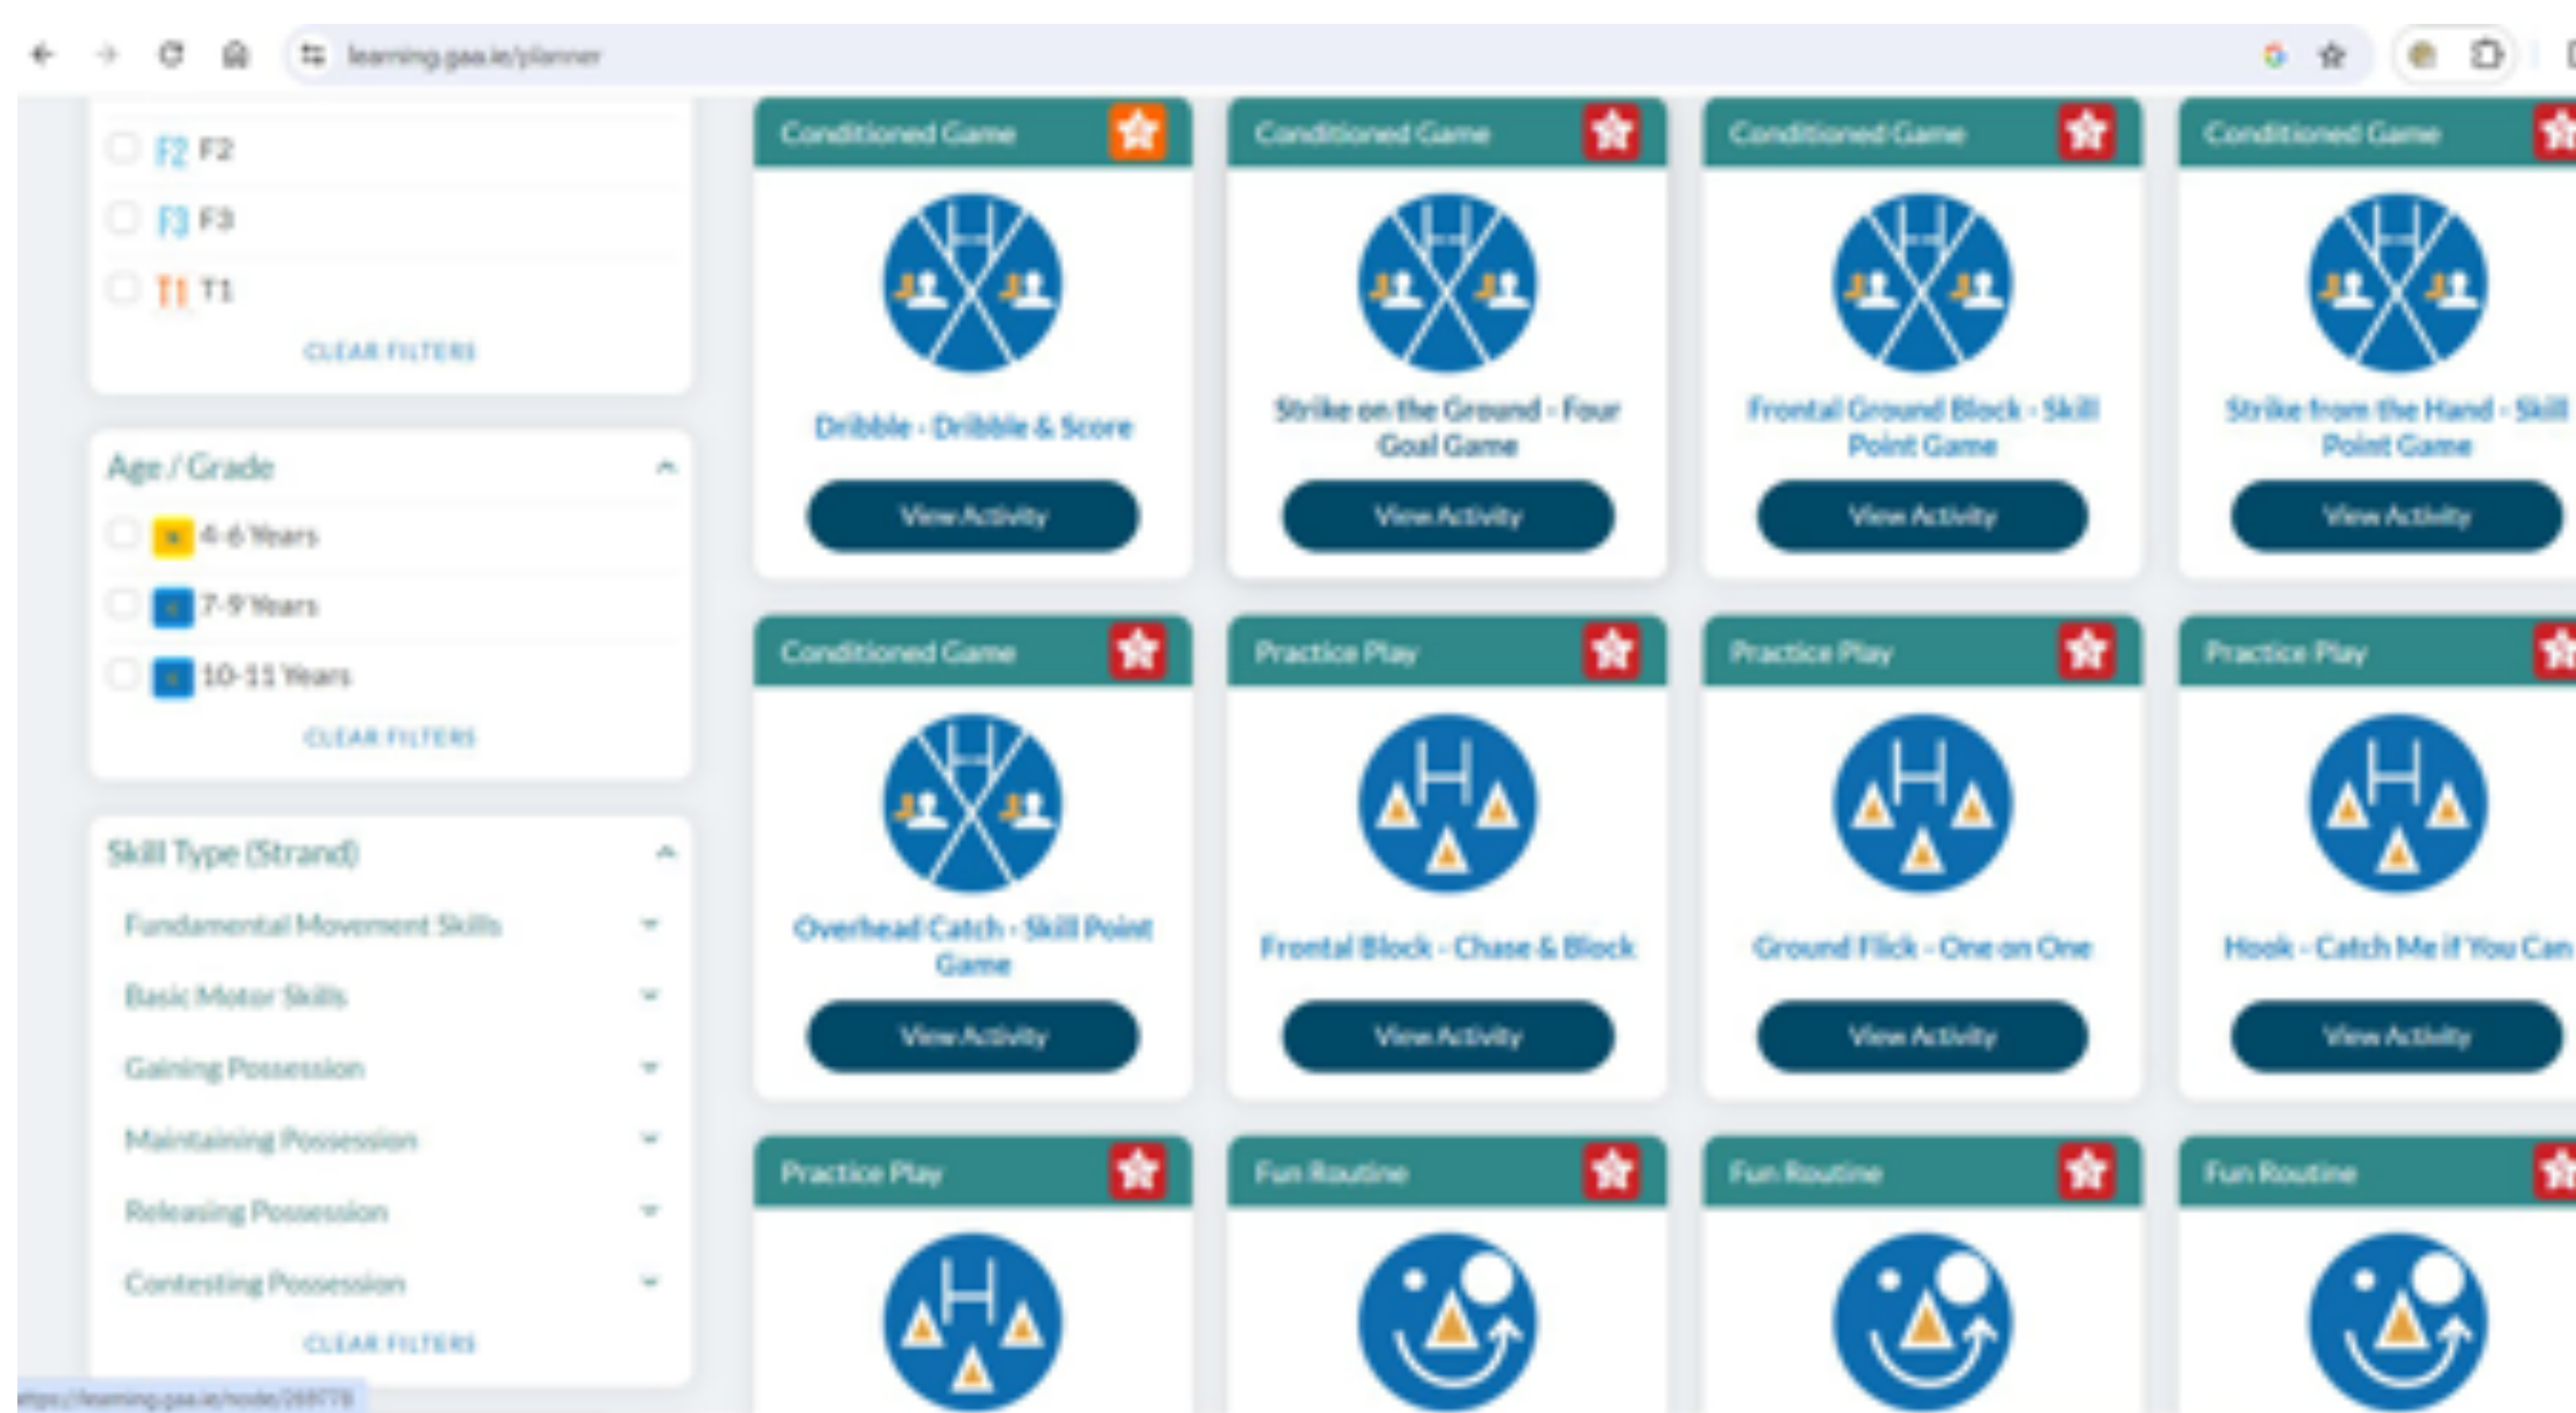 learning.gaa.ie/planner
F2 F2
F3 F3
T1 T1
CLEAR FILTERS
Age / Grade
4-6 Years
7-9 Years
10-11 Years
CLEAR FILTERS
Skill Type (Strand)
Fundamental Movement Skills
Basic Motor Skills
Gaining Possession
Maintaining Possession
Releasing Possession
Contesting Possession
CLEAR FILTERS
Conditioned Game
Dribble - Dribble & Score
View Activity
Conditioned Game
Strike on the Ground - Four
Goal Game
View Activity
Conditioned Game
Frontal Ground Block - Skill
Point Game
View Activity
Conditioned Game
Strike from the Hand - Skill
Point Game
View Activity
Conditioned Game
Overhead Catch - Skill Point
Game
View Activity
Practice Play
Frontal Block - Chase & Block
View Activity
Practice Play
Ground Flick - One on One
View Activity
Practice Play
Hook - Catch Me if You Can
View Activity
Practice Play
Fun Routine
Fun Routine
Fun Routine